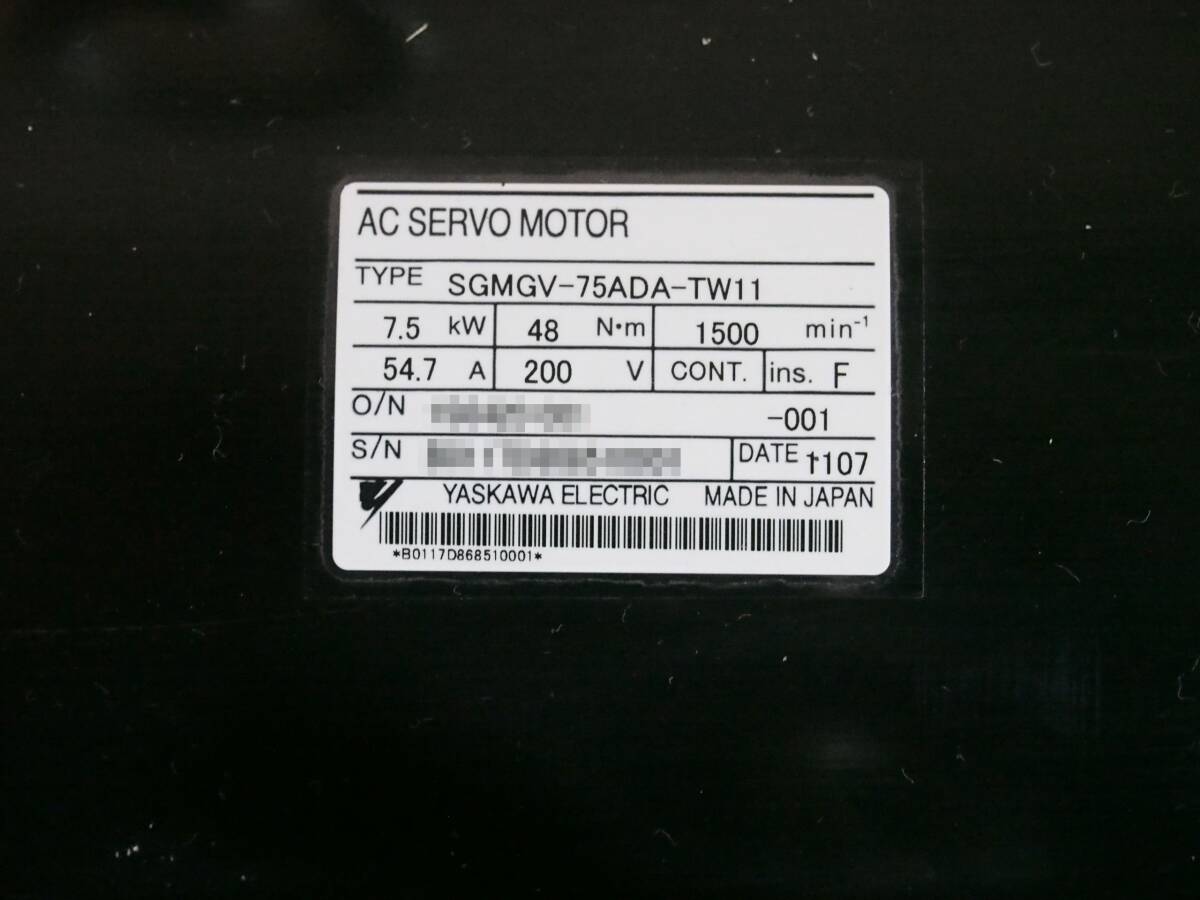 AC SERVO MOTOR
TYPE SGMGV-75ADA-TW11
7.5 kW 48 N·m 1500 min⁻¹
54.7 A 200 V CONT. ins. F
O/N -001
S/N DATE 1107
YASKAWA ELECTRIC MADE IN JAPAN
*B0117D868510001*